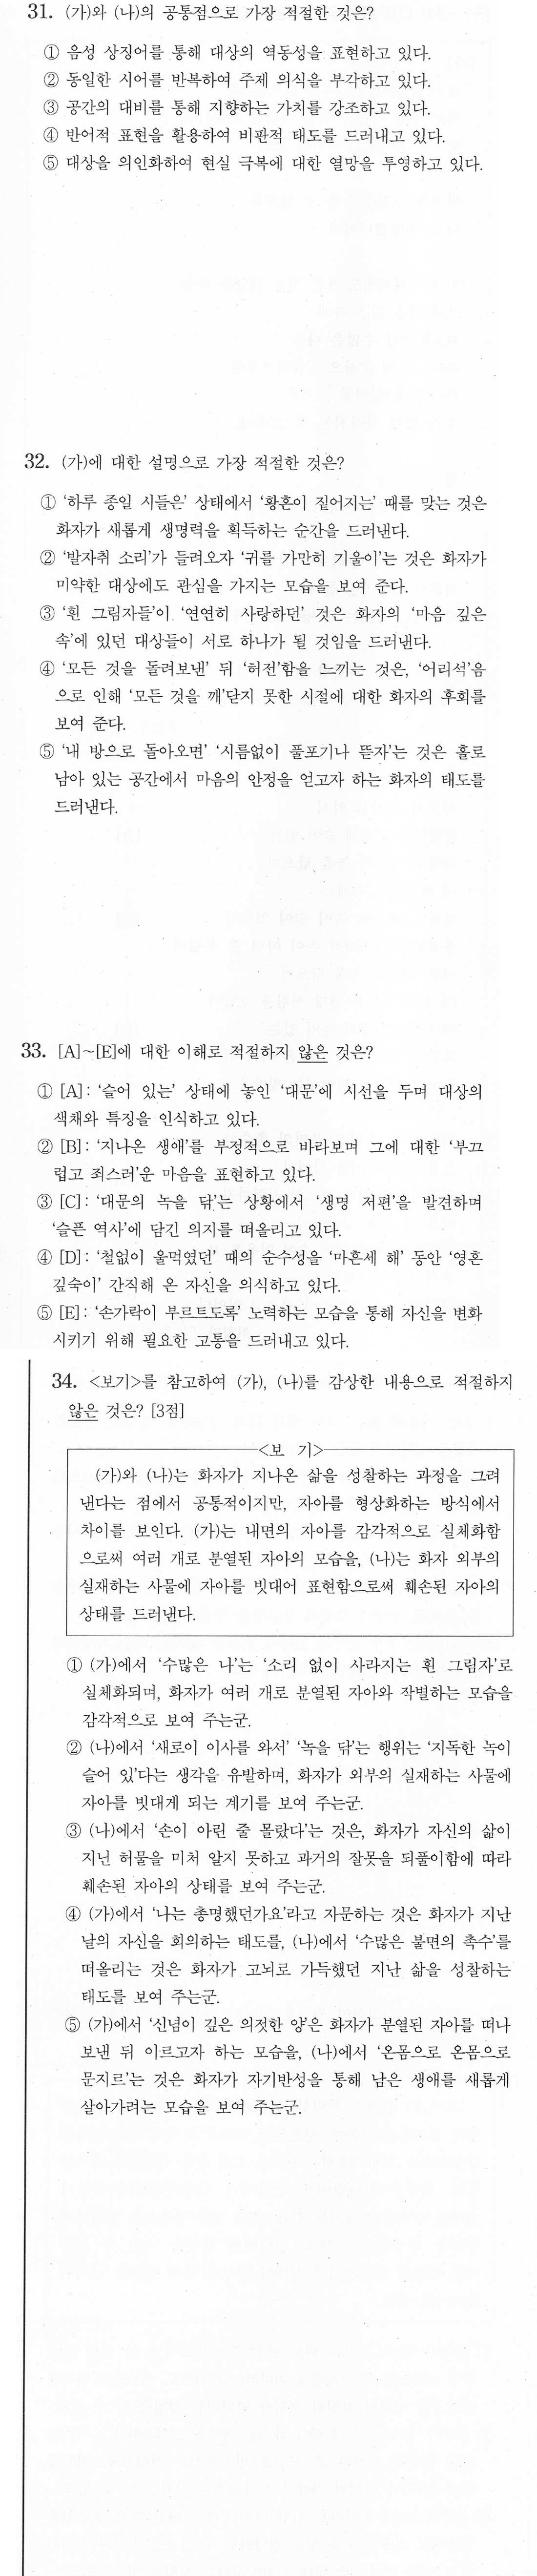 31. (가)와 (나)의 공통점으로 가장 적절한 것은?
① 음성 상징어를 통해 대상의 역동성을 표현하고 있다.
② 동일한 시어를 반복하여 주제 의식을 부각하고 있다.
③ 공간의 대비를 통해 지향하는 가치를 강조하고 있다.
④ 반어적 표현을 활용하여 비판적 태도를 드러내고 있다.
⑤ 대상을 의인화하여 현실 극복에 대한 열망을 투영하고 있다.
32. (가)에 대한 설명으로 가장 적절한 것은?
① ‘하루 종일 시들은’ 상태에서 ‘황혼이 짙어지는’ 때를 맞는 것은
화자가 새롭게 생명력을 획득하는 순간을 드러낸다.
② ‘발자취 소리’가 들려오자 ‘귀를 가만히 기울이’는 것은 화자가
미약한 대상에도 관심을 가지는 모습을 보여 준다.
③ ‘흰 그림자들’이 ‘연연히 사랑하던’ 것은 화자의 ‘마음 깊은
속’에 있던 대상들이 서로 하나가 될 것임을 드러낸다.
④ ‘모든 것을 돌려보낸’ 뒤 ‘허전’함을 느끼는 것은, ‘어리석’음
으로 인해 ‘모든 것을 깨’닫지 못한 시절에 대한 화자의 후회를
보여 준다.
⑤ ‘내 방으로 돌아오면’ ‘시름없이 풀포기나 뜯자’는 것은 홀로
남아 있는 공간에서 마음의 안정을 얻고자 하는 화자의 태도를
드러낸다.
33. [A]~[E]에 대한 이해로 적절하지 않은 것은?
① [A]: ‘슬어 있는’ 상태에 놓인 ‘대문’에 시선을 두며 대상의
색채와 특징을 인식하고 있다.
② [B]: ‘지나온 생애’를 부정적으로 바라보며 그에 대한 ‘부끄
럽고 죄스러’운 마음을 표현하고 있다.
③ [C]: ‘대문의 녹을 닦’는 상황에서 ‘생명 저편’을 발견하며
‘슬픈 역사’에 담긴 의지를 떠올리고 있다.
④ [D]: ‘철없이 울먹였던’ 때의 순수성을 ‘마흔세 해’ 동안 ‘영혼
깊숙이’ 간직해 온 자신을 의식하고 있다.
⑤ [E]: ‘손가락이 부르트도록’ 노력하는 모습을 통해 자신을 변화
시키기 위해 필요한 고통을 드러내고 있다.
34. <보기>를 참고하여 (가), (나)를 감상한 내용으로 적절하지
않은 것은? [3점]
<보 기>
(가)와 (나)는 화자가 지나온 삶을 성찰하는 과정을 그려
낸다는 점에서 공통적이지만, 자아를 형상화하는 방식에서
차이를 보인다. (가)는 내면의 자아를 감각적으로 실체화함
으로써 여러 개로 분열된 자아의 모습을, (나)는 화자 외부의
실재하는 사물에 자아를 빗대어 표현함으로써 훼손된 자아의
상태를 드러낸다.
① (가)에서 ‘수많은 나’는 ‘소리 없이 사라지는 흰 그림자’로
실체화되며, 화자가 여러 개로 분열된 자아와 작별하는 모습을
감각적으로 보여 주는군.
② (나)에서 ‘새로이 이사를 와서’ ‘녹을 닦’는 행위는 ‘지독한 녹이
슬어 있’다는 생각을 유발하며, 화자가 외부의 실재하는 사물에
자아를 빗대게 되는 계기를 보여 주는군.
③ (나)에서 ‘손이 아린 줄 몰랐다’는 것은, 화자가 자신의 삶이
지닌 허물을 미처 알지 못하고 과거의 잘못을 되풀이함에 따라
훼손된 자아의 상태를 보여 주는군.
④ (가)에서 ‘나는 총명했던가요’라고 자문하는 것은 화자가 지난
날의 자신을 회의하는 태도를, (나)에서 ‘수많은 불면의 촉수’를
떠올리는 것은 화자가 고뇌로 가득했던 지난 삶을 성찰하는
태도를 보여 주는군.
⑤ (가)에서 ‘신념이 깊은 의젓한 양’은 화자가 분열된 자아를 떠나
보낸 뒤 이르고자 하는 모습을, (나)에서 ‘온몸으로 온몸으로
문지르’는 것은 화자가 자기반성을 통해 남은 생애를 새롭게
살아가려는 모습을 보여 주는군.